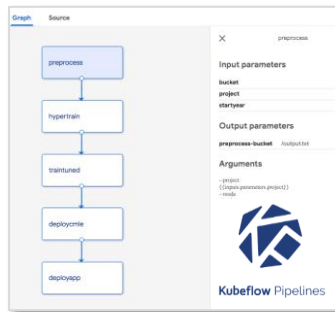 Graph Source
preprocess
hypertrain
traintuned
deploycmle
deployapp
× preprocess
Input parameters
bucket
project
startyear
Output parameters
preprocess-bucket /output.txt
Arguments
--project
{{inputs.parameters.project}}
--mode
Kubeflow Pipelines